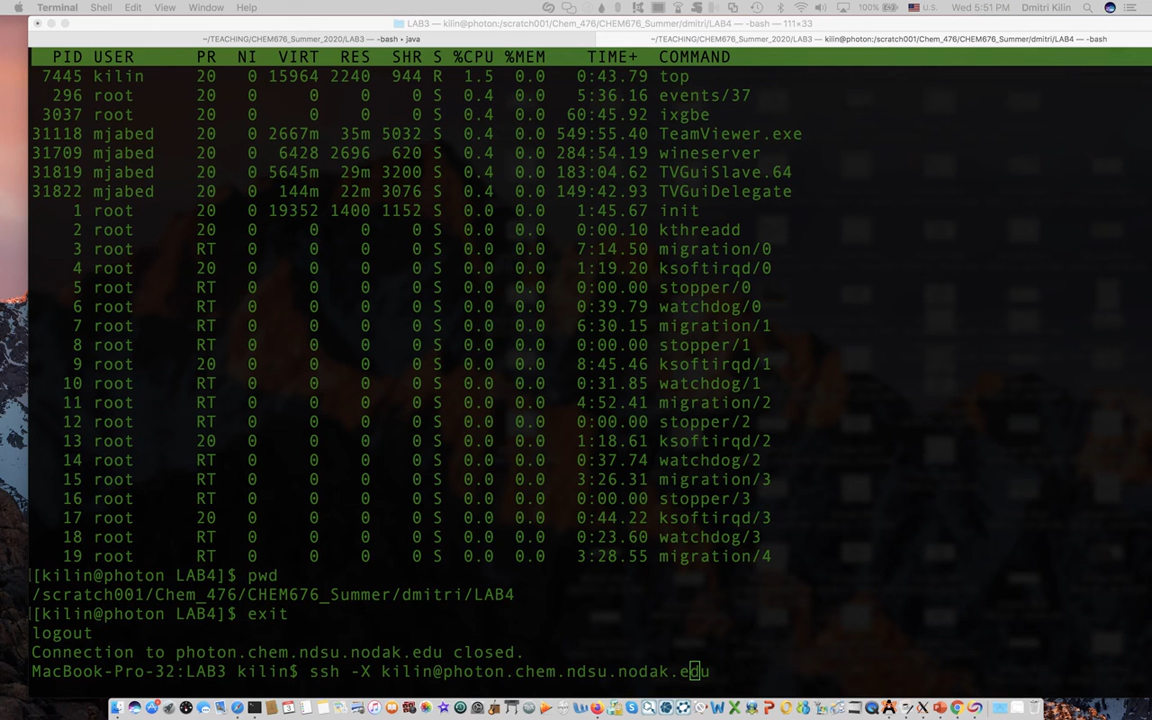 Terminal Shell Edit View Window Help 100% U.S. Wed 5:51 PM Dmitri Kilin
LAB3 — kilin@photon:/scratch001/Chem_476/CHEM676_Summer/dmitri/LAB4 — -bash — 111×33
~/TEACHING/CHEM676_Summer_2020/LAB3 — -bash • java
~/TEACHING/CHEM676_Summer_2020/LAB3 — kilin@photon:/scratch001/Chem_476/CHEM676_Summer/dmitri/LAB4 — -bash
PID USER PR NI VIRT RES SHR S %CPU %MEM TIME+ COMMAND
7445 kilin 20 0 15964 2240 944 R 1.5 0.0 0:43.79 top
296 root 20 0 0 0 0 S 0.4 0.0 5:36.16 events/37
3037 root 20 0 0 0 0 S 0.4 0.0 60:45.92 ixgbe
31118 mjabed 20 0 2667m 35m 5032 S 0.4 0.0 549:55.40 TeamViewer.exe
31709 mjabed 20 0 6428 2696 620 S 0.4 0.0 284:54.19 wineserver
31819 mjabed 20 0 5645m 29m 3200 S 0.4 0.0 183:04.62 TVGuiSlave.64
31822 mjabed 20 0 144m 22m 3076 S 0.4 0.0 149:42.93 TVGuiDelegate
1 root 20 0 19352 1400 1152 S 0.0 0.0 1:45.67 init
2 root 20 0 0 0 0 S 0.0 0.0 0:00.10 kthreadd
3 root RT 0 0 0 0 S 0.0 0.0 7:14.50 migration/0
4 root 20 0 0 0 0 S 0.0 0.0 1:19.20 ksoftirqd/0
5 root RT 0 0 0 0 S 0.0 0.0 0:00.00 stopper/0
6 root RT 0 0 0 0 S 0.0 0.0 0:39.79 watchdog/0
7 root RT 0 0 0 0 S 0.0 0.0 6:30.15 migration/1
8 root RT 0 0 0 0 S 0.0 0.0 0:00.00 stopper/1
9 root 20 0 0 0 0 S 0.0 0.0 8:45.46 ksoftirqd/1
10 root RT 0 0 0 0 S 0.0 0.0 0:31.85 watchdog/1
11 root RT 0 0 0 0 S 0.0 0.0 4:52.41 migration/2
12 root RT 0 0 0 0 S 0.0 0.0 0:00.00 stopper/2
13 root 20 0 0 0 0 S 0.0 0.0 1:18.61 ksoftirqd/2
14 root RT 0 0 0 0 S 0.0 0.0 0:37.74 watchdog/2
15 root RT 0 0 0 0 S 0.0 0.0 3:26.31 migration/3
16 root RT 0 0 0 0 S 0.0 0.0 0:00.00 stopper/3
17 root 20 0 0 0 0 S 0.0 0.0 0:44.22 ksoftirqd/3
18 root RT 0 0 0 0 S 0.0 0.0 0:23.60 watchdog/3
19 root RT 0 0 0 0 S 0.0 0.0 3:28.55 migration/4
[[kilin@photon LAB4]$ pwd
/scratch001/Chem_476/CHEM676_Summer/dmitri/LAB4
[[kilin@photon LAB4]$ exit
logout
Connection to photon.chem.ndsu.nodak.edu closed.
MacBook-Pro-32:LAB3 kilin$ ssh -X kilin@photon.chem.ndsu.nodak.edu